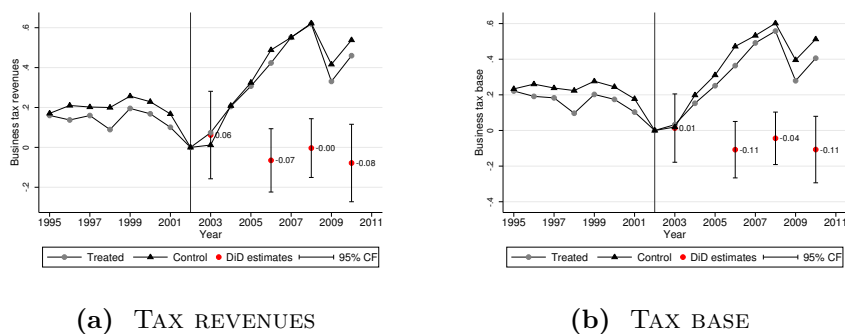 .6
.4
.2
0
-.2
Business tax revenues
0.06
-0.07
-0.00
-0.08
1995 1997 1999 2001 2003 2005 2007 2009 2011
Year
Treated Control DiD estimates 95% CF
(a) TAX REVENUES
.6
.4
.2
0
-.2
-.4
Business tax base
0.01
-0.11
-0.04
-0.11
1995 1997 1999 2001 2003 2005 2007 2009 2011
Year
Treated Control DiD estimates 95% CF
(b) TAX BASE